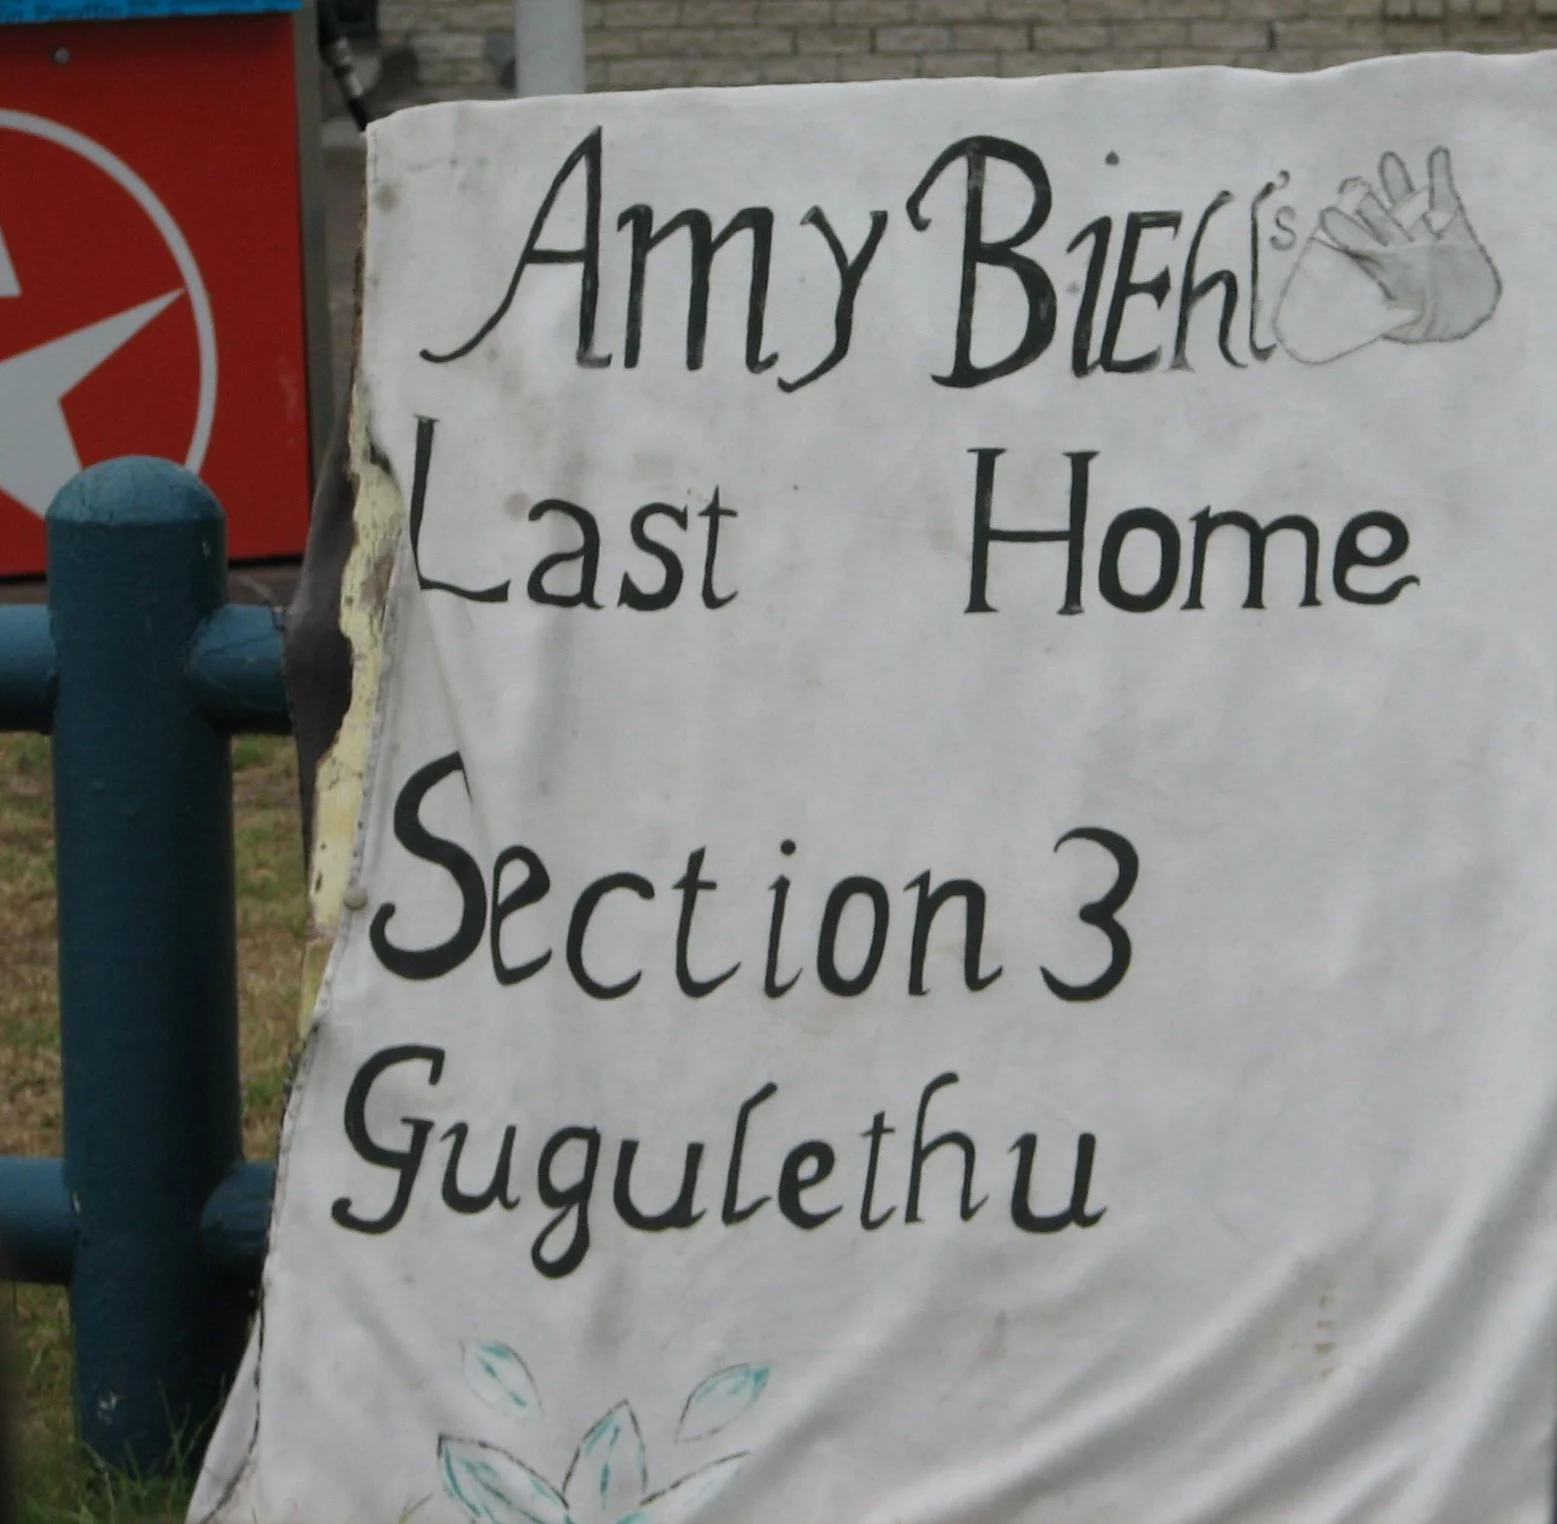 Amy BiEhl's
Last Home
Section 3
Gugulethu